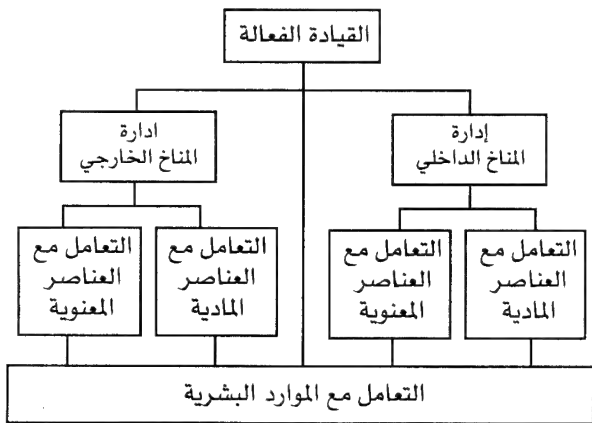 القيادة الفعالة
إدارة
المناخ الداخلي
ادارة
المناخ الخارجي
التعامل مع
العناصر
المادية
التعامل مع
العناصر
المعنوية
التعامل مع
العناصر
المادية
التعامل مع
العناصر
المعنوية
التعامل مع الموارد البشرية